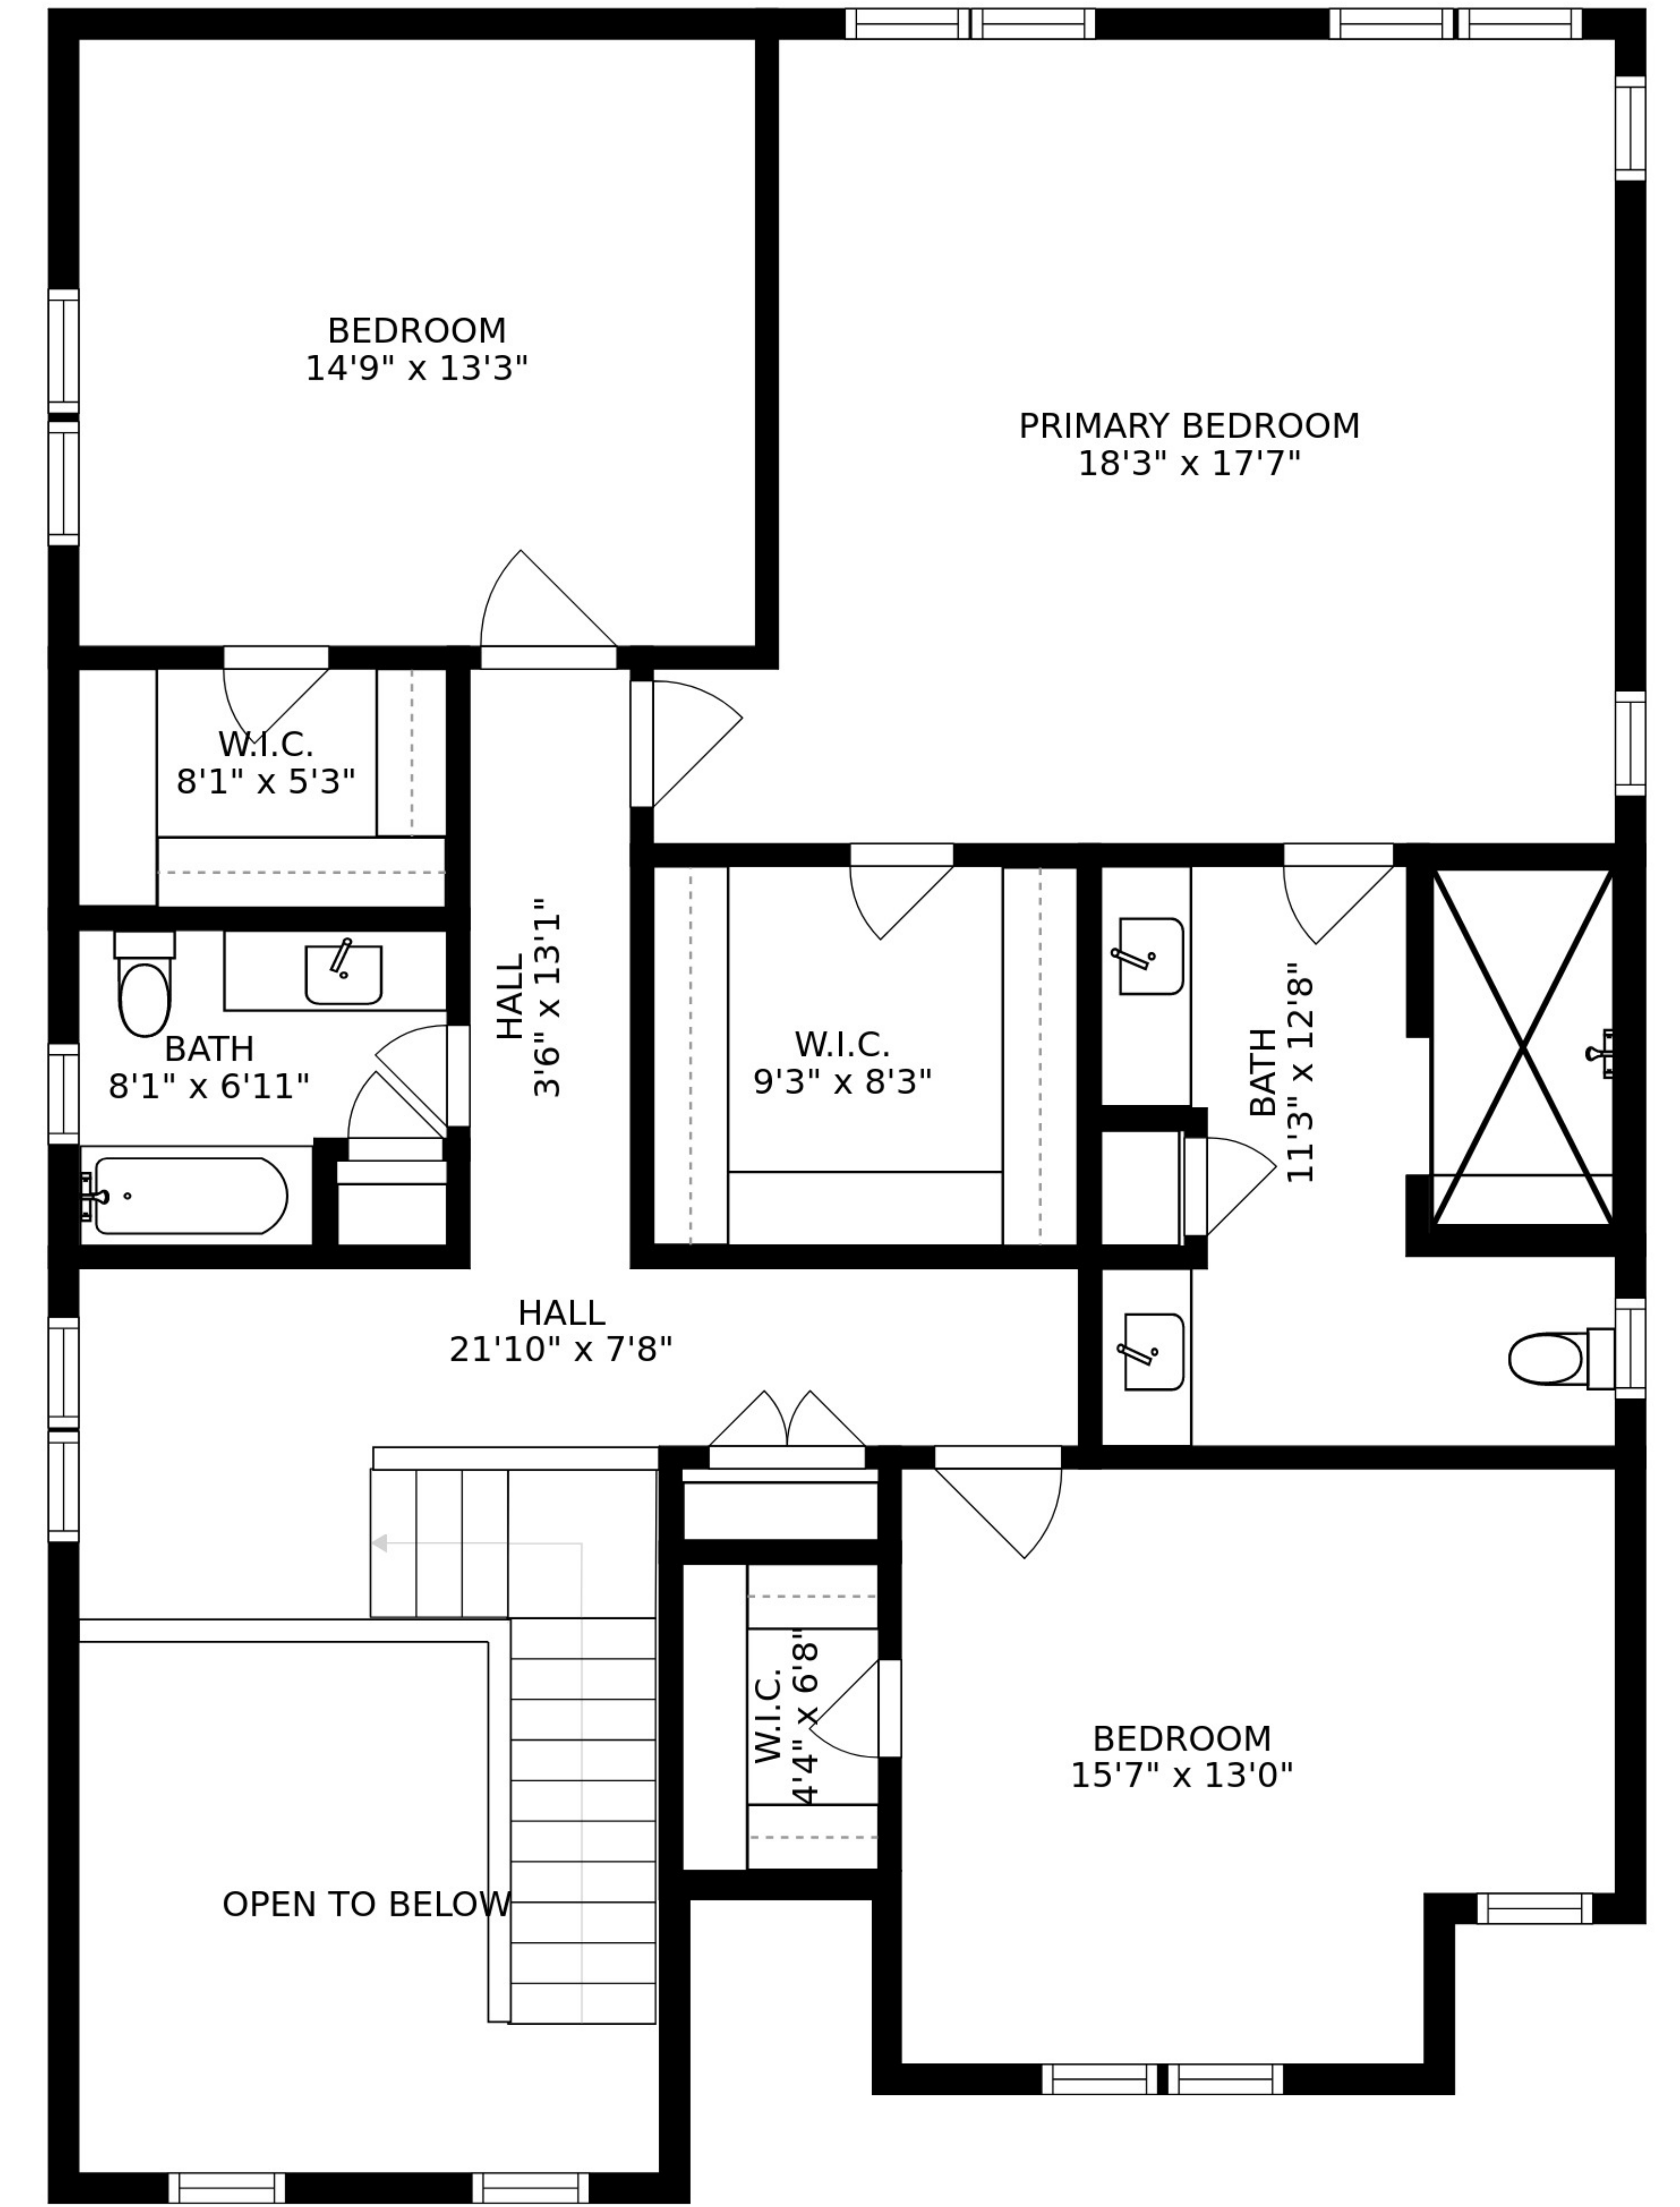 BEDROOM
14'9" x 13'3"
PRIMARY BEDROOM
18'3" x 17'7"
W.I.C.
8'1" x 5'3"
BATH
8'1" x 6'11"
HALL
3'6" x 13'1"
W.I.C.
9'3" x 8'3"
BATH
11'3" x 12'8"
HALL
21'10" x 7'8"
W.I.C.
4'4" x 6'8"
BEDROOM
15'7" x 13'0"
OPEN TO BELOW